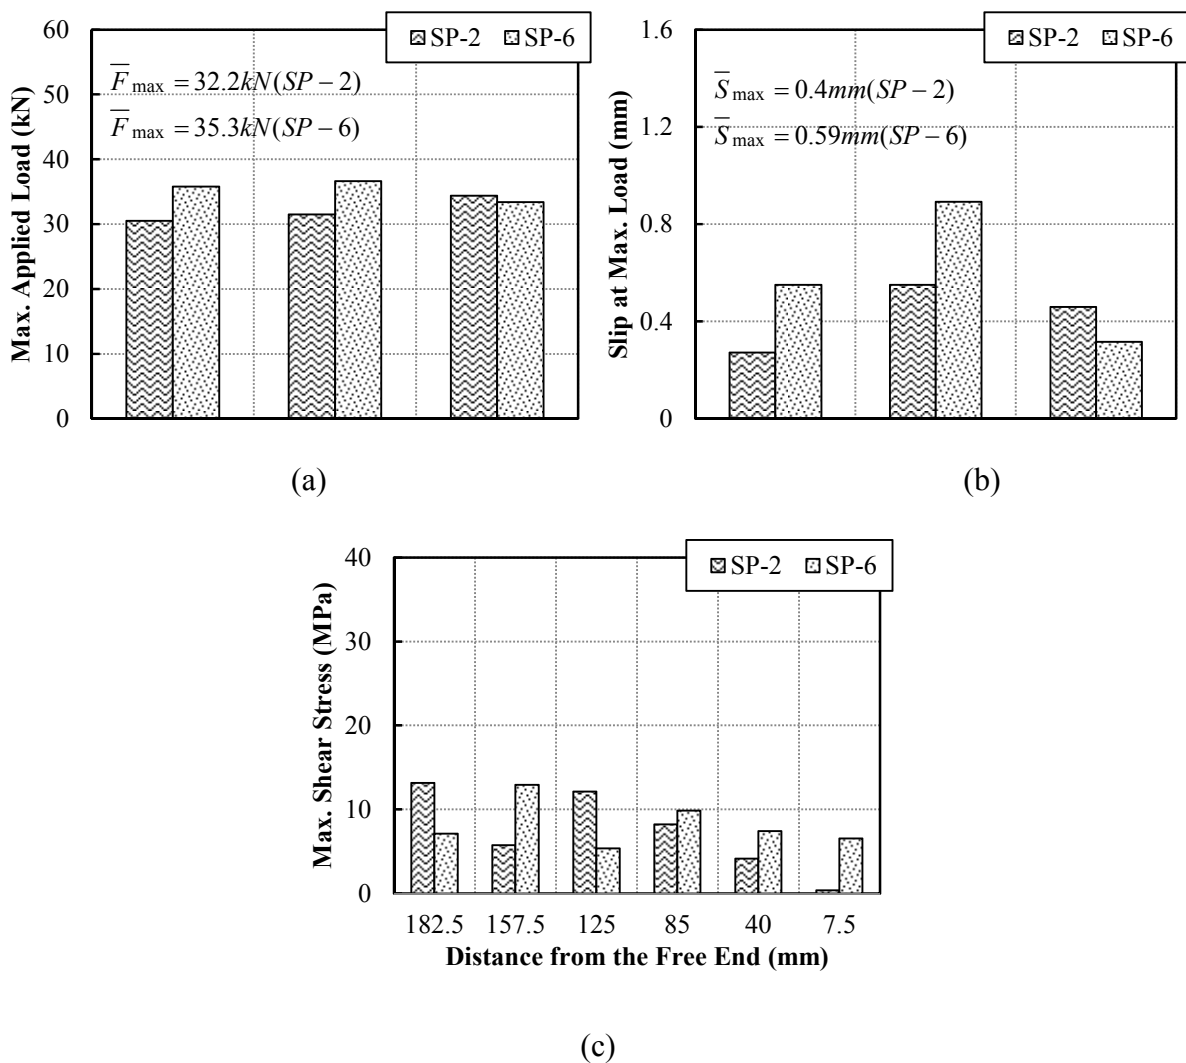 SP-2 SP-6
60
50
40
30
20
10
0
Max. Applied Load (kN)
F̅max = 32.2kN(SP − 2)
F̅max = 35.3kN(SP − 6)
(a)
SP-2 SP-6
1.6
1.2
0.8
0.4
0
Slip at Max. Load (mm)
S̅max = 0.4mm(SP − 2)
S̅max = 0.59mm(SP − 6)
(b)
SP-2 SP-6
40
30
20
10
0
Max. Shear Stress (MPa)
182.5 157.5 125 85 40 7.5
Distance from the Free End (mm)
(c)